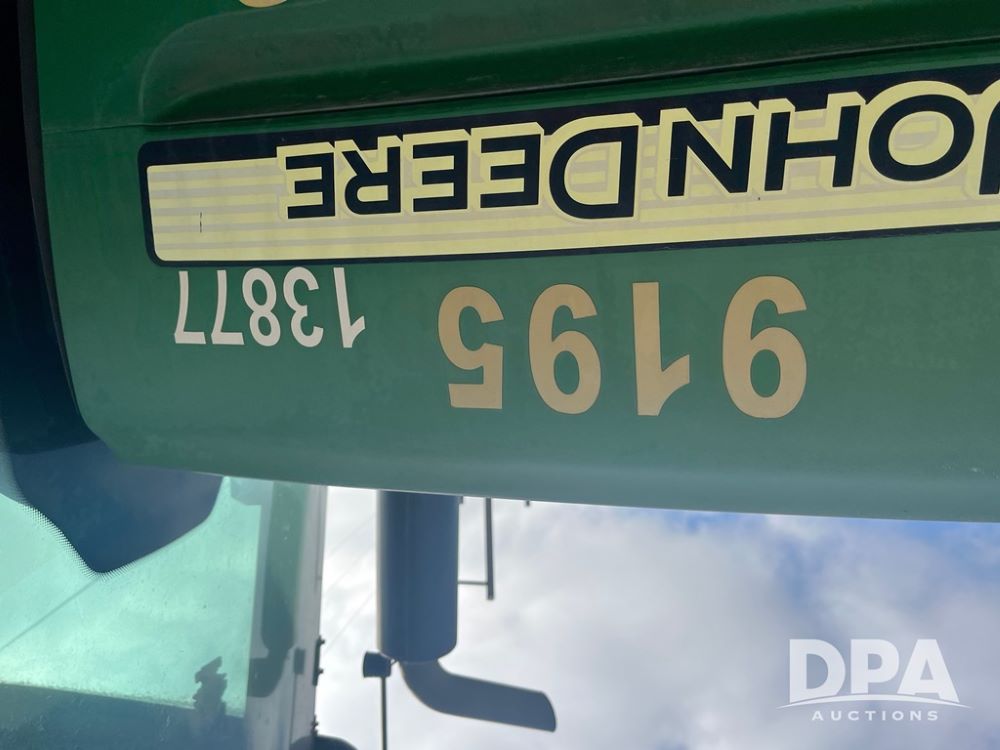 9195 13877
JOHN DEERE
DPA
AUCTIONS